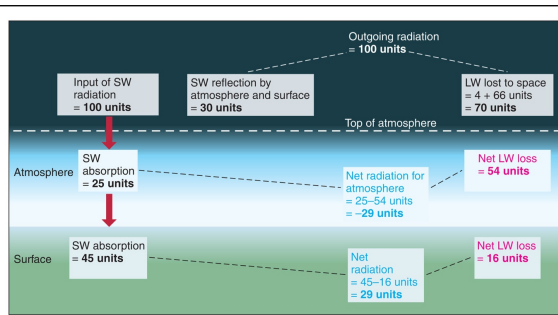 Outgoing radiation
= 100 units
Input of SW
radiation
= 100 units
SW reflection by
atmosphere and surface
= 30 units
LW lost to space
= 4 + 66 units
= 70 units
Top of atmosphere
Atmosphere
SW
absorption
= 25 units
Net radiation for
atmosphere
= 25–54 units
= –29 units
Net LW loss
= 54 units
Surface
SW absorption
= 45 units
Net
radiation
= 45–16 units
= 29 units
Net LW loss
= 16 units